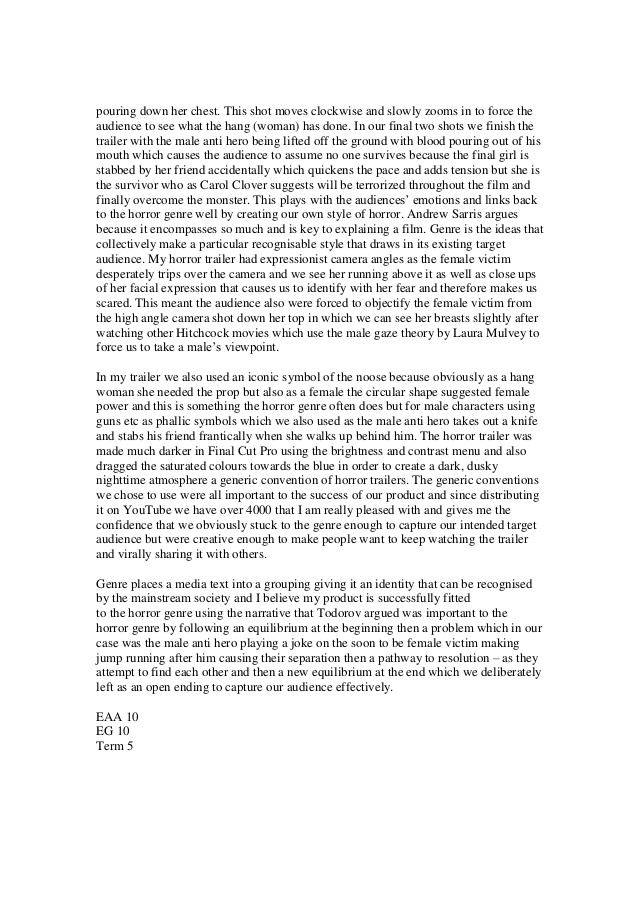 pouring down her chest. This shot moves clockwise and slowly zooms in to force the
audience to see what the hang (woman) has done. In our final two shots we finish the
trailer with the male anti hero being lifted off the ground with blood pouring out of his
mouth which causes the audience to assume no one survives because the final girl is
stabbed by her friend accidentally which quickens the pace and adds tension but she is
the survivor who as Carol Clover suggests will be terrorized throughout the film and
finally overcome the monster. This plays with the audiences’ emotions and links back
to the horror genre well by creating our own style of horror. Andrew Sarris argues
because it encompasses so much and is key to explaining a film. Genre is the ideas that
collectively make a particular recognisable style that draws in its existing target
audience. My horror trailer had expressionist camera angles as the female victim
desperately trips over the camera and we see her running above it as well as close ups
of her facial expression that causes us to identify with her fear and therefore makes us
scared. This meant the audience also were forced to objectify the female victim from
the high angle camera shot down her top in which we can see her breasts slightly after
watching other Hitchcock movies which use the male gaze theory by Laura Mulvey to
force us to take a male’s viewpoint.
In my trailer we also used an iconic symbol of the noose because obviously as a hang
woman she needed the prop but also as a female the circular shape suggested female
power and this is something the horror genre often does but for male characters using
guns etc as phallic symbols which we also used as the male anti hero takes out a knife
and stabs his friend frantically when she walks up behind him. The horror trailer was
made much darker in Final Cut Pro using the brightness and contrast menu and also
dragged the saturated colours towards the blue in order to create a dark, dusky
nighttime atmosphere a generic convention of horror trailers. The generic conventions
we chose to use were all important to the success of our product and since distributing
it on YouTube we have over 4000 that I am really pleased with and gives me the
confidence that we obviously stuck to the genre enough to capture our intended target
audience but were creative enough to make people want to keep watching the trailer
and virally sharing it with others.
Genre places a media text into a grouping giving it an identity that can be recognised
by the mainstream society and I believe my product is successfully fitted
to the horror genre using the narrative that Todorov argued was important to the
horror genre by following an equilibrium at the beginning then a problem which in our
case was the male anti hero playing a joke on the soon to be female victim making
jump running after him causing their separation then a pathway to resolution – as they
attempt to find each other and then a new equilibrium at the end which we deliberately
left as an open ending to capture our audience effectively.
EAA 10
EG 10
Term 5